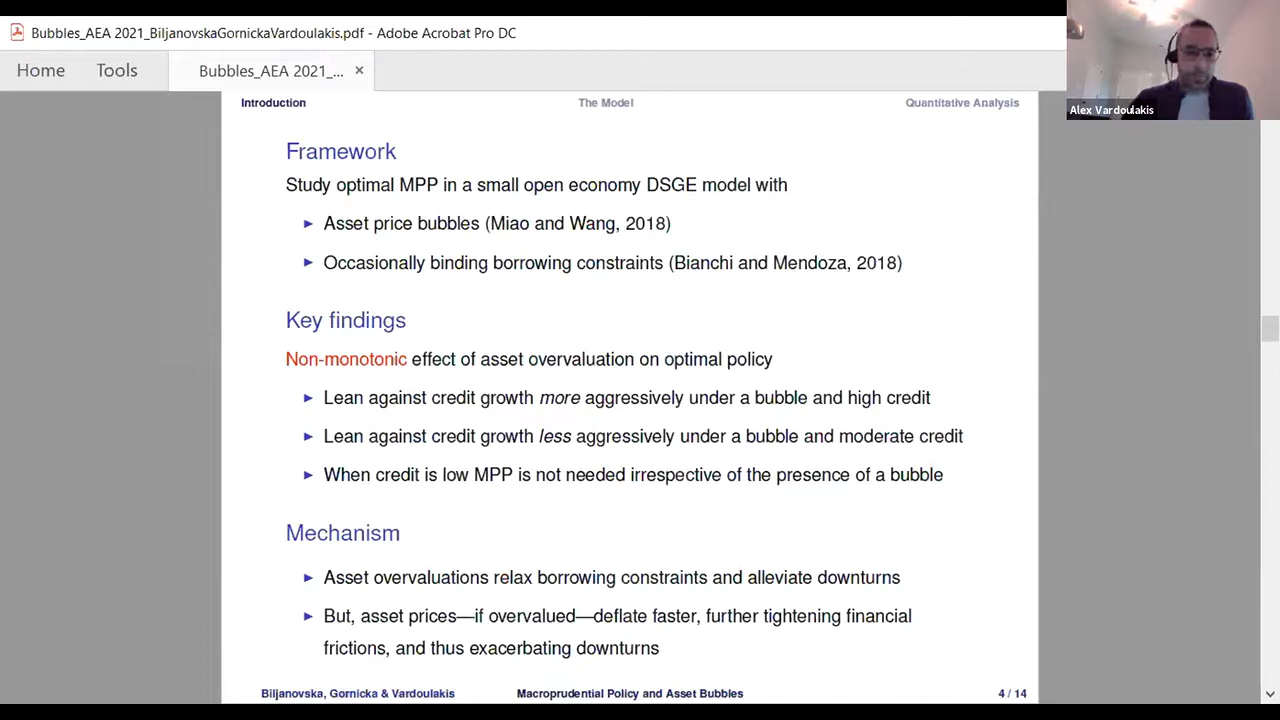 Bubbles_AEA 2021_BiljanovskaGornickaVardoulakis.pdf - Adobe Acrobat Pro DC
Home Tools Bubbles_AEA 2021_... ×
Alex Vardoulakis
Introduction The Model Quantitative Analysis
Framework
Study optimal MPP in a small open economy DSGE model with
► Asset price bubbles (Miao and Wang, 2018)
► Occasionally binding borrowing constraints (Bianchi and Mendoza, 2018)
Key findings
Non-monotonic effect of asset overvaluation on optimal policy
► Lean against credit growth more aggressively under a bubble and high credit
► Lean against credit growth less aggressively under a bubble and moderate credit
► When credit is low MPP is not needed irrespective of the presence of a bubble
Mechanism
► Asset overvaluations relax borrowing constraints and alleviate downturns
► But, asset prices—if overvalued—deflate faster, further tightening financial
frictions, and thus exacerbating downturns
Biljanovska, Gornicka & Vardoulakis Macroprudential Policy and Asset Bubbles 4 / 14